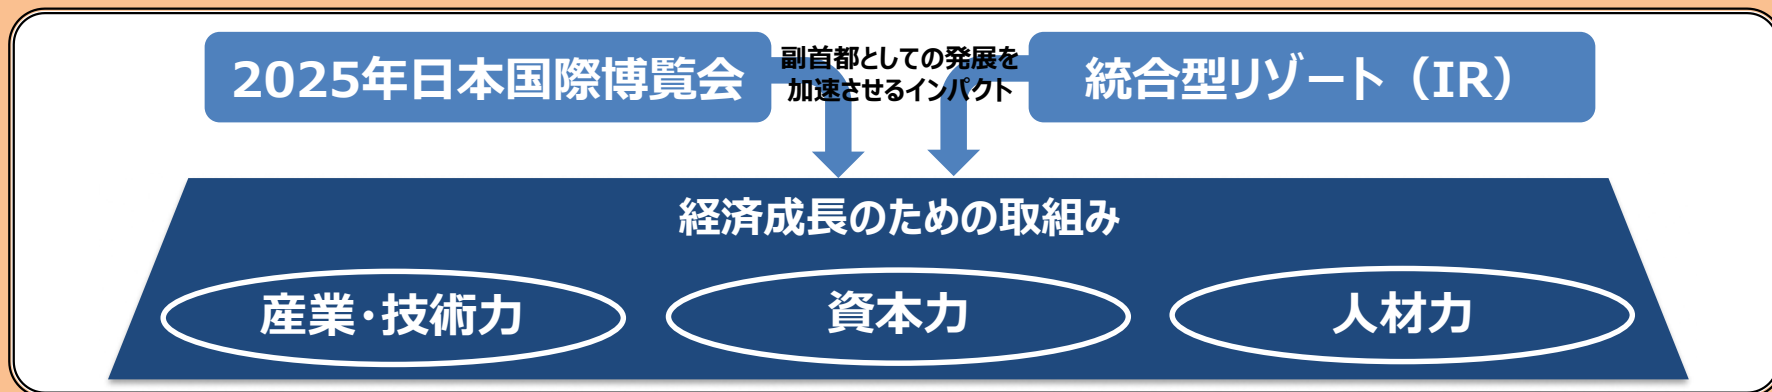 2025年日本国際博覧会
副首都としての発展を
加速させるインパクト
統合型リゾート（IR）
経済成長のための取組み
産業・技術力
資本力
人材力